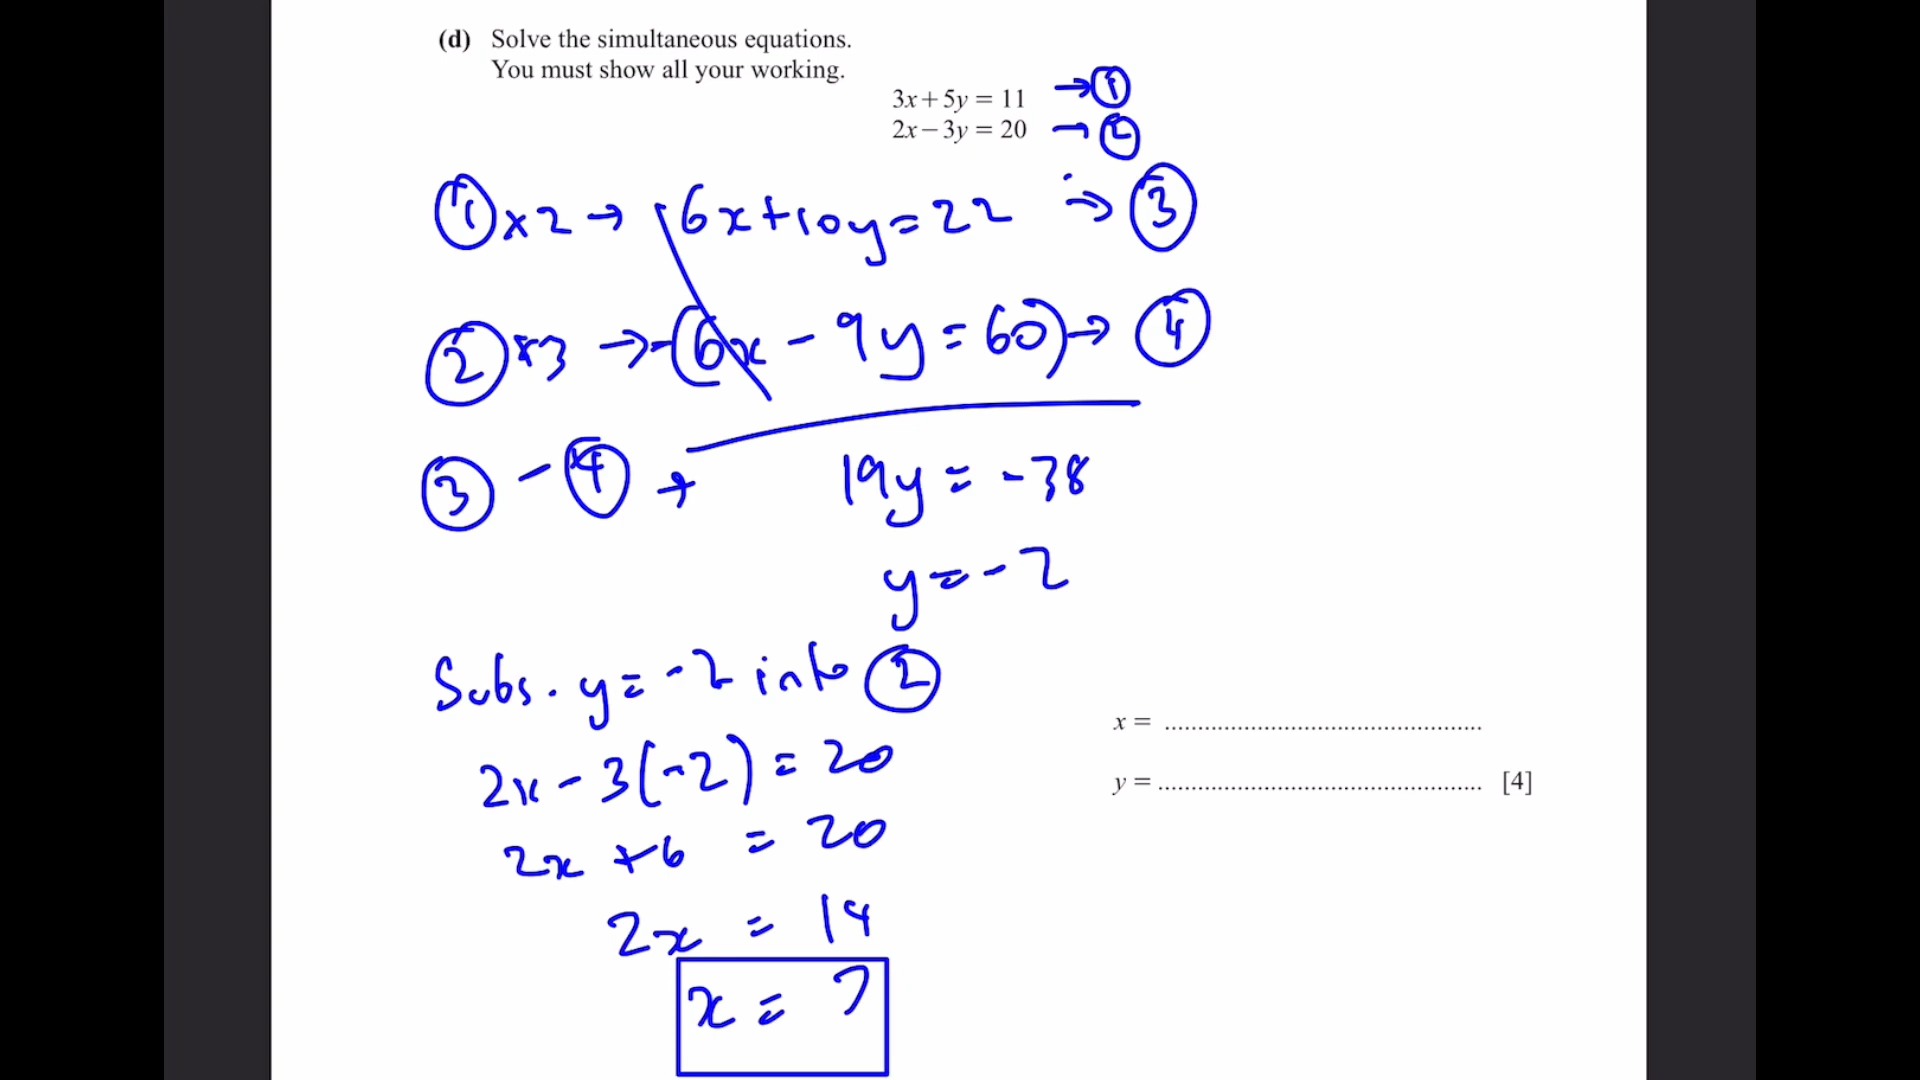 (d) Solve the simultaneous equations.
You must show all your working.
3x + 5y = 11 → ①
2x − 3y = 20 → ②
① × 2 → 6x + 10y = 22 → ③
② × 3 → -(6x - 9y = 60) → ④
③ - ④ → 19y = -38
y = -2
Subs. y = -2 into ②
2x - 3(-2) = 20
2x + 6 = 20
2x = 14
x = 7
x = ................................................
y = ................................................ [4]